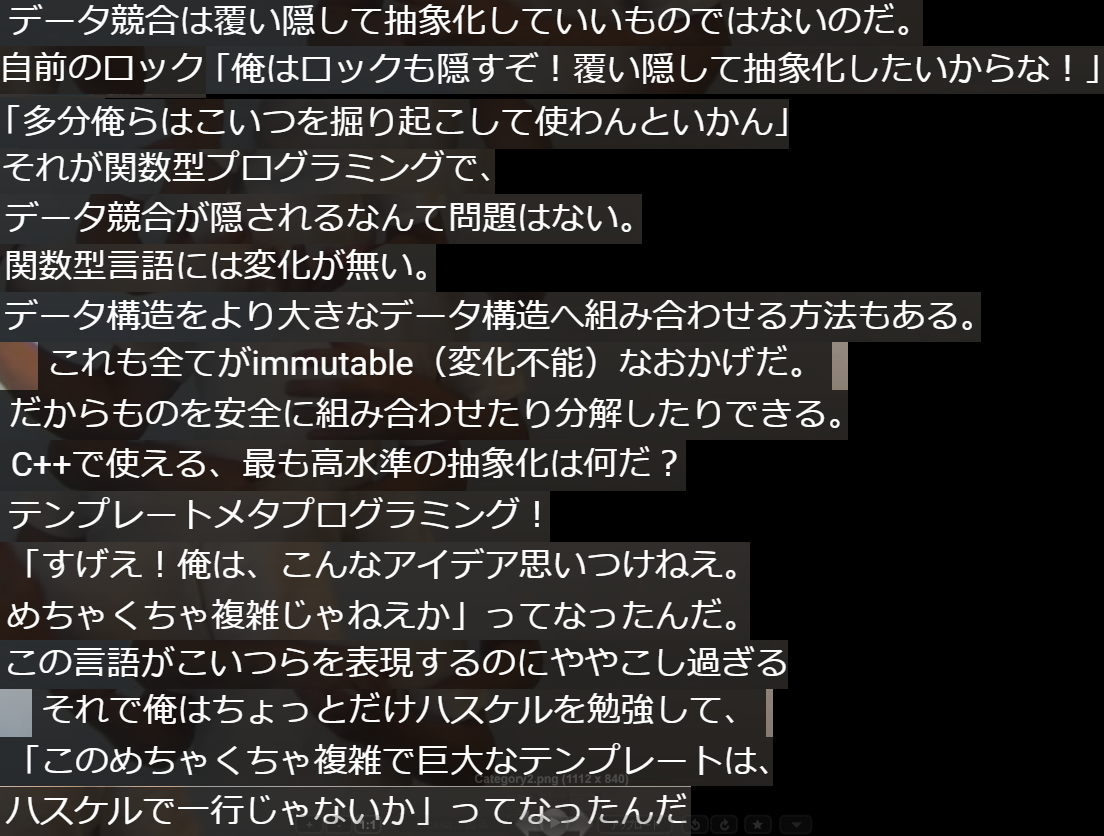 データ競合は覆い隠して抽象化していいものではないのだ。
自前のロック「俺はロックも隠すぞ！覆い隠して抽象化したいからな！」
「多分俺らはこいつを掘り起こして使わんといかん」
それが関数型プログラミングで、
データ競合が隠されるなんて問題はない。
関数型言語には変化が無い。
データ構造をより大きなデータ構造へ組み合わせる方法もある。
これも全てがimmutable（変化不能）なおかげだ。
だからものを安全に組み合わせたり分解したりできる。
C++で使える、最も高水準の抽象化は何だ？
テンプレートメタプログラミング！
「すげえ！俺は、こんなアイデア思いつけねえ。
めちゃくちゃ複雑じゃねえか」ってなったんだ。
この言語がこいつらを表現するのにややこし過ぎる
それで俺はちょっとだけハスケルを勉強して、
「このめちゃくちゃ複雑で巨大なテンプレートは、
Category2.png (1112 x 840)
ハスケルで一行じゃないか」ってなったんだ
1:1